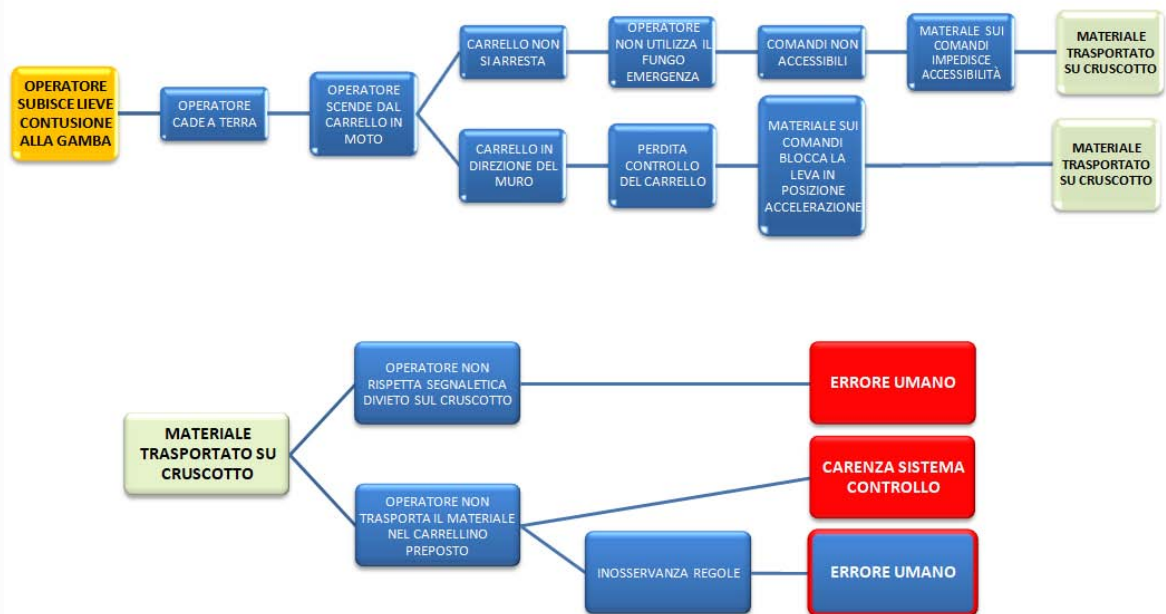 OPERATORE
SUBISCE LIEVE
CONTUSIONE
ALLA GAMBA
OPERATORE
CADE A TERRA
OPERATORE
SCENDE DAL
CARRELLO IN
MOTO
CARRELLO NON
SI ARRESTA
OPERATORE
NON UTILIZZA IL
FUNGO
EMERGENZA
COMANDI NON
ACCESSIBILI
MATERALE SUI
COMANDI
IMPEDISCE
ACCESSIBILITÀ
MATERIALE
TRASPORTATO
SU CRUSCOTTO
CARRELLO IN
DIREZIONE DEL
MURO
PERDITA
CONTROLLO
DEL CARRELLO
MATERIALE SUI
COMANDI
BLOCCA LA
LEVA IN
POSIZIONE
ACCELERAZIONE
MATERIALE
TRASPORTATO
SU CRUSCOTTO
MATERIALE
TRASPORTATO SU
CRUSCOTTO
OPERATORE NON
RISPETTA SEGNALETICA
DIVIETO SUL CRUSCOTTO
ERRORE UMANO
OPERATORE NON
TRASPORTA IL MATERIALE
NEL CARRELLINO
PREPOSTO
CARENZA SISTEMA
CONTROLLO
INOSSERVANZA REGOLE
ERRORE UMANO